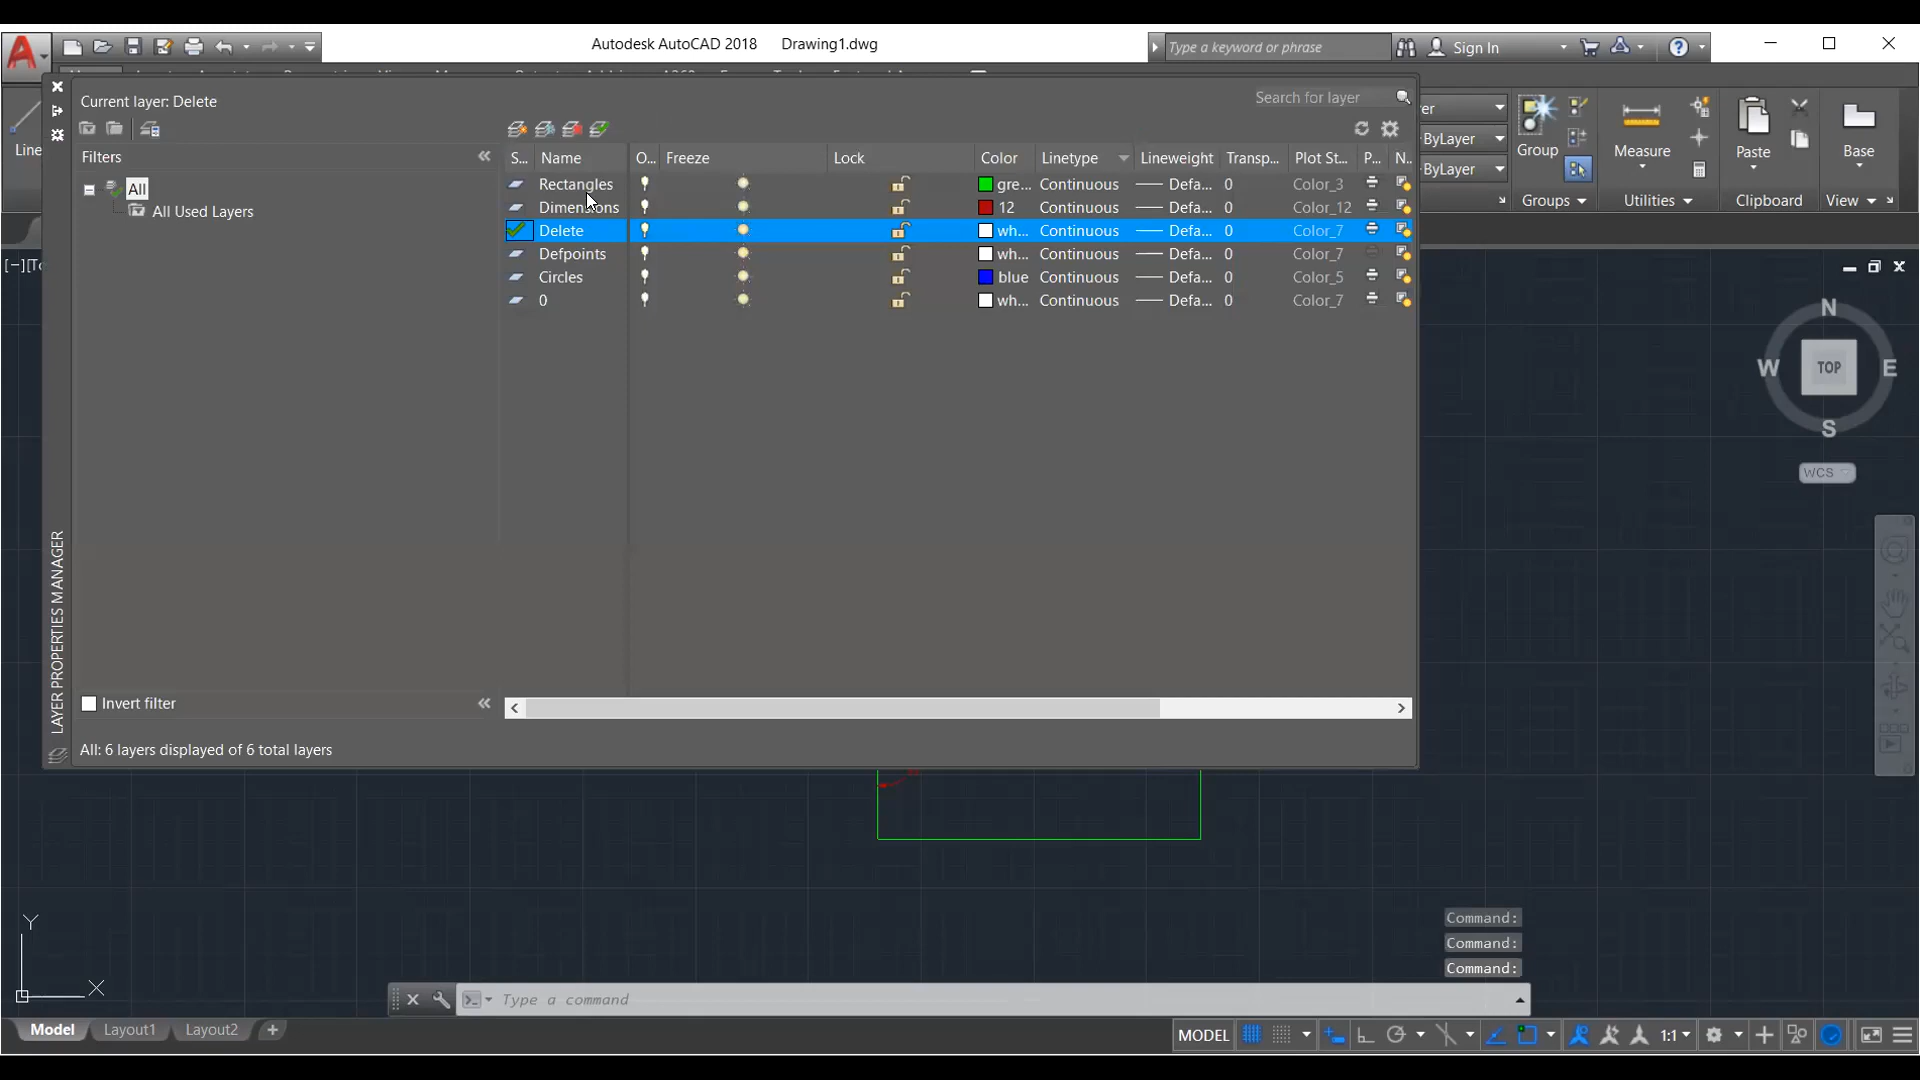 Autodesk AutoCAD 2018 Drawing1.dwg
Type a keyword or phrase
Sign In
Current layer: Delete
Search for layer
Filters
All
All Used Layers
S... Name O... Freeze Lock Color Linetype Lineweight Transp... Plot St... P... N..
Rectangles gre... Continuous Defa... 0 Color_3
Dimensions 12 Continuous Defa... 0 Color_12
Delete wh... Continuous Defa... 0 Color_7
Defpoints wh... Continuous Defa... 0 Color_7
Circles blue Continuous Defa... 0 Color_5
0 wh... Continuous Defa... 0 Color_7
Invert filter
All: 6 layers displayed of 6 total layers
LAYER PROPERTIES MANAGER
Line
ByLayer
ByLayer
Group
Measure
Paste
Base
Groups
Utilities
Clipboard
View
N
W TOP E
S
WCS
Y
X
Command:
Command:
Command:
Type a command
Model Layout1 Layout2
MODEL 1:1